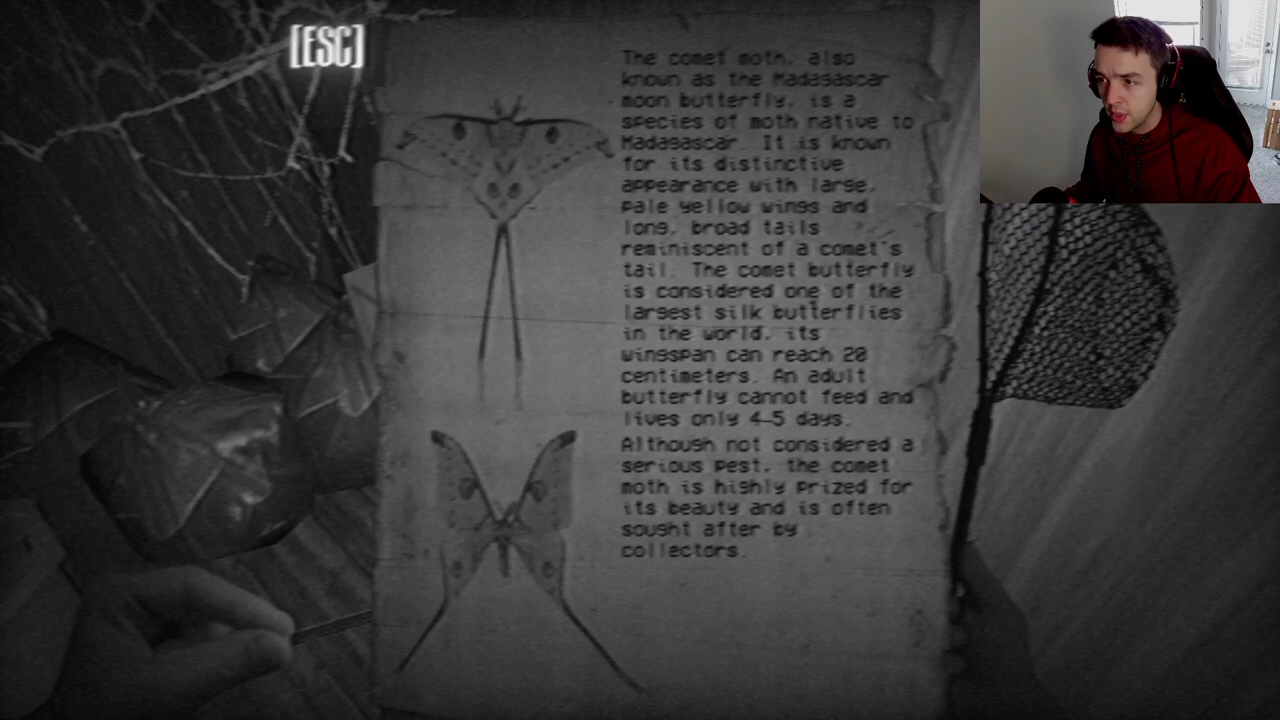 [ESC]
The comet moth, also
known as the Madagascar
moon butterfly, is a
species of moth native to
Madagascar. It is known
for its distinctive
appearance with large,
pale yellow wings and
long, broad tails
reminiscent of a comet's
tail. The comet butterfly
is considered one of the
largest silk butterflies
in the world, its
wingspan can reach 20
centimeters. An adult
butterfly cannot feed and
lives only 4-5 days.
Although not considered a
serious pest, the comet
moth is highly prized for
its beauty and is often
sought after by
collectors.